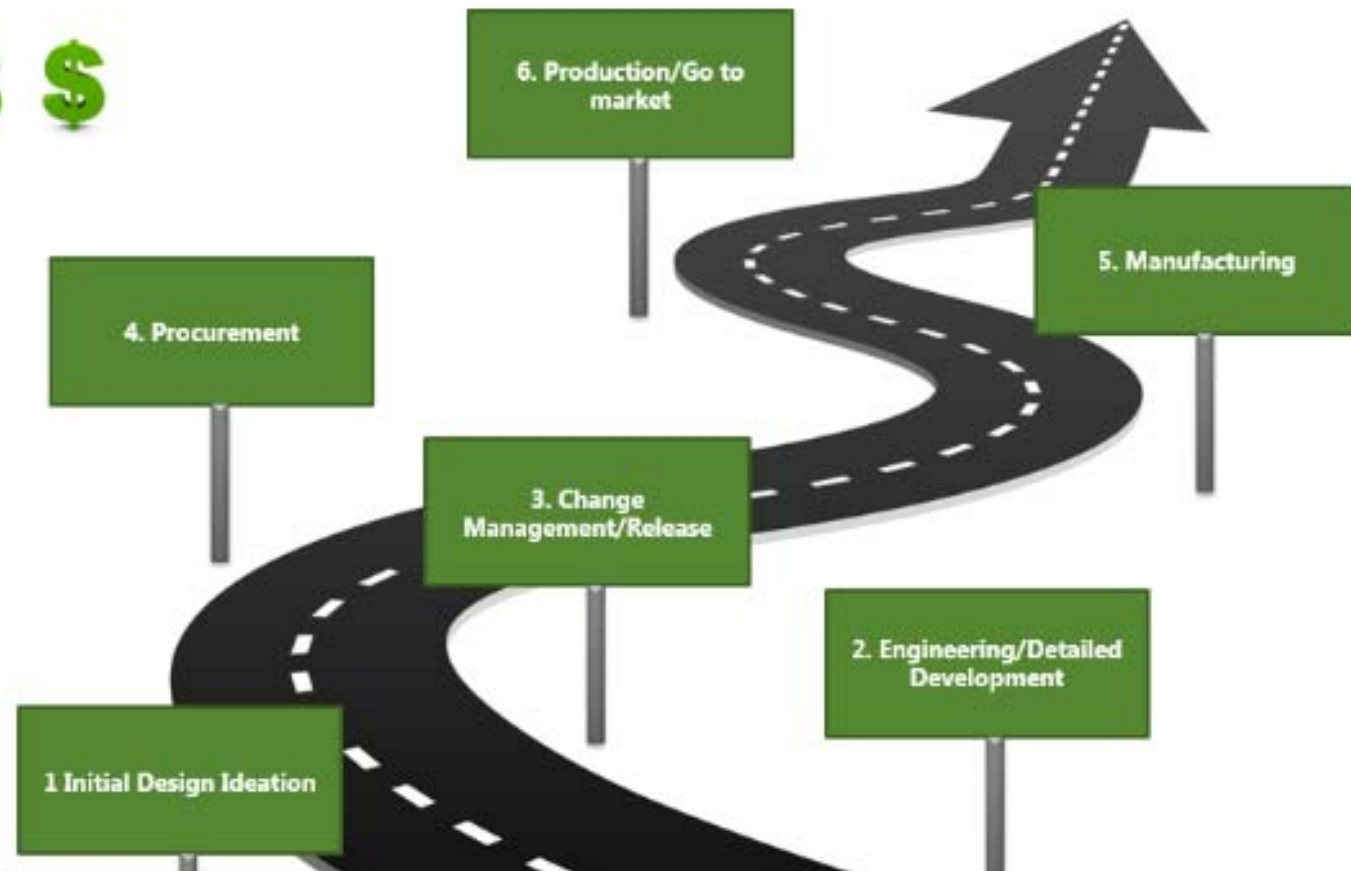 $ $
6. Production/Go to
market
5. Manufacturing
4. Procurement
3. Change
Management/Release
2. Engineering/Detailed
Development
1 Initial Design Ideation